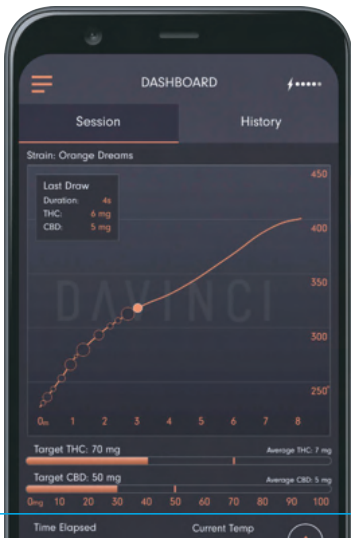 DASHBOARD
Session History
Strain: Orange Dreams
450
Last Draw
Duration: 4s
THC: 6 mg
CBD: 5 mg
400
350
DAVINCI
300
250°
0m 1 2 3 4 5 6 7 8
Target THC: 70 mg Average THC: 7 mg
Target CBD: 50 mg Average CBD: 5 mg
0mg 10 20 30 40 50 60 70 80 90 100
Time Elapsed Current Temp